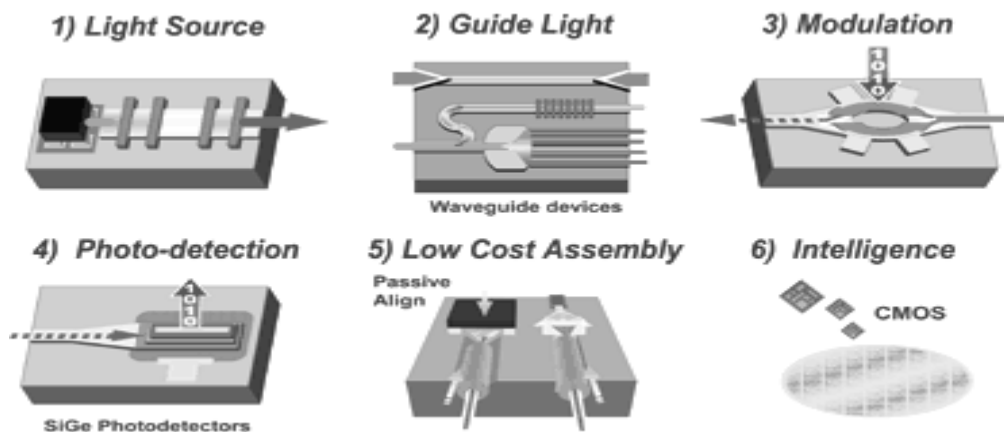 1) Light Source
2) Guide Light
3) Modulation
1010
Waveguide devices
4) Photo-detection
5) Low Cost Assembly
6) Intelligence
1010
Passive
Align
CMOS
SiGe Photodetectors